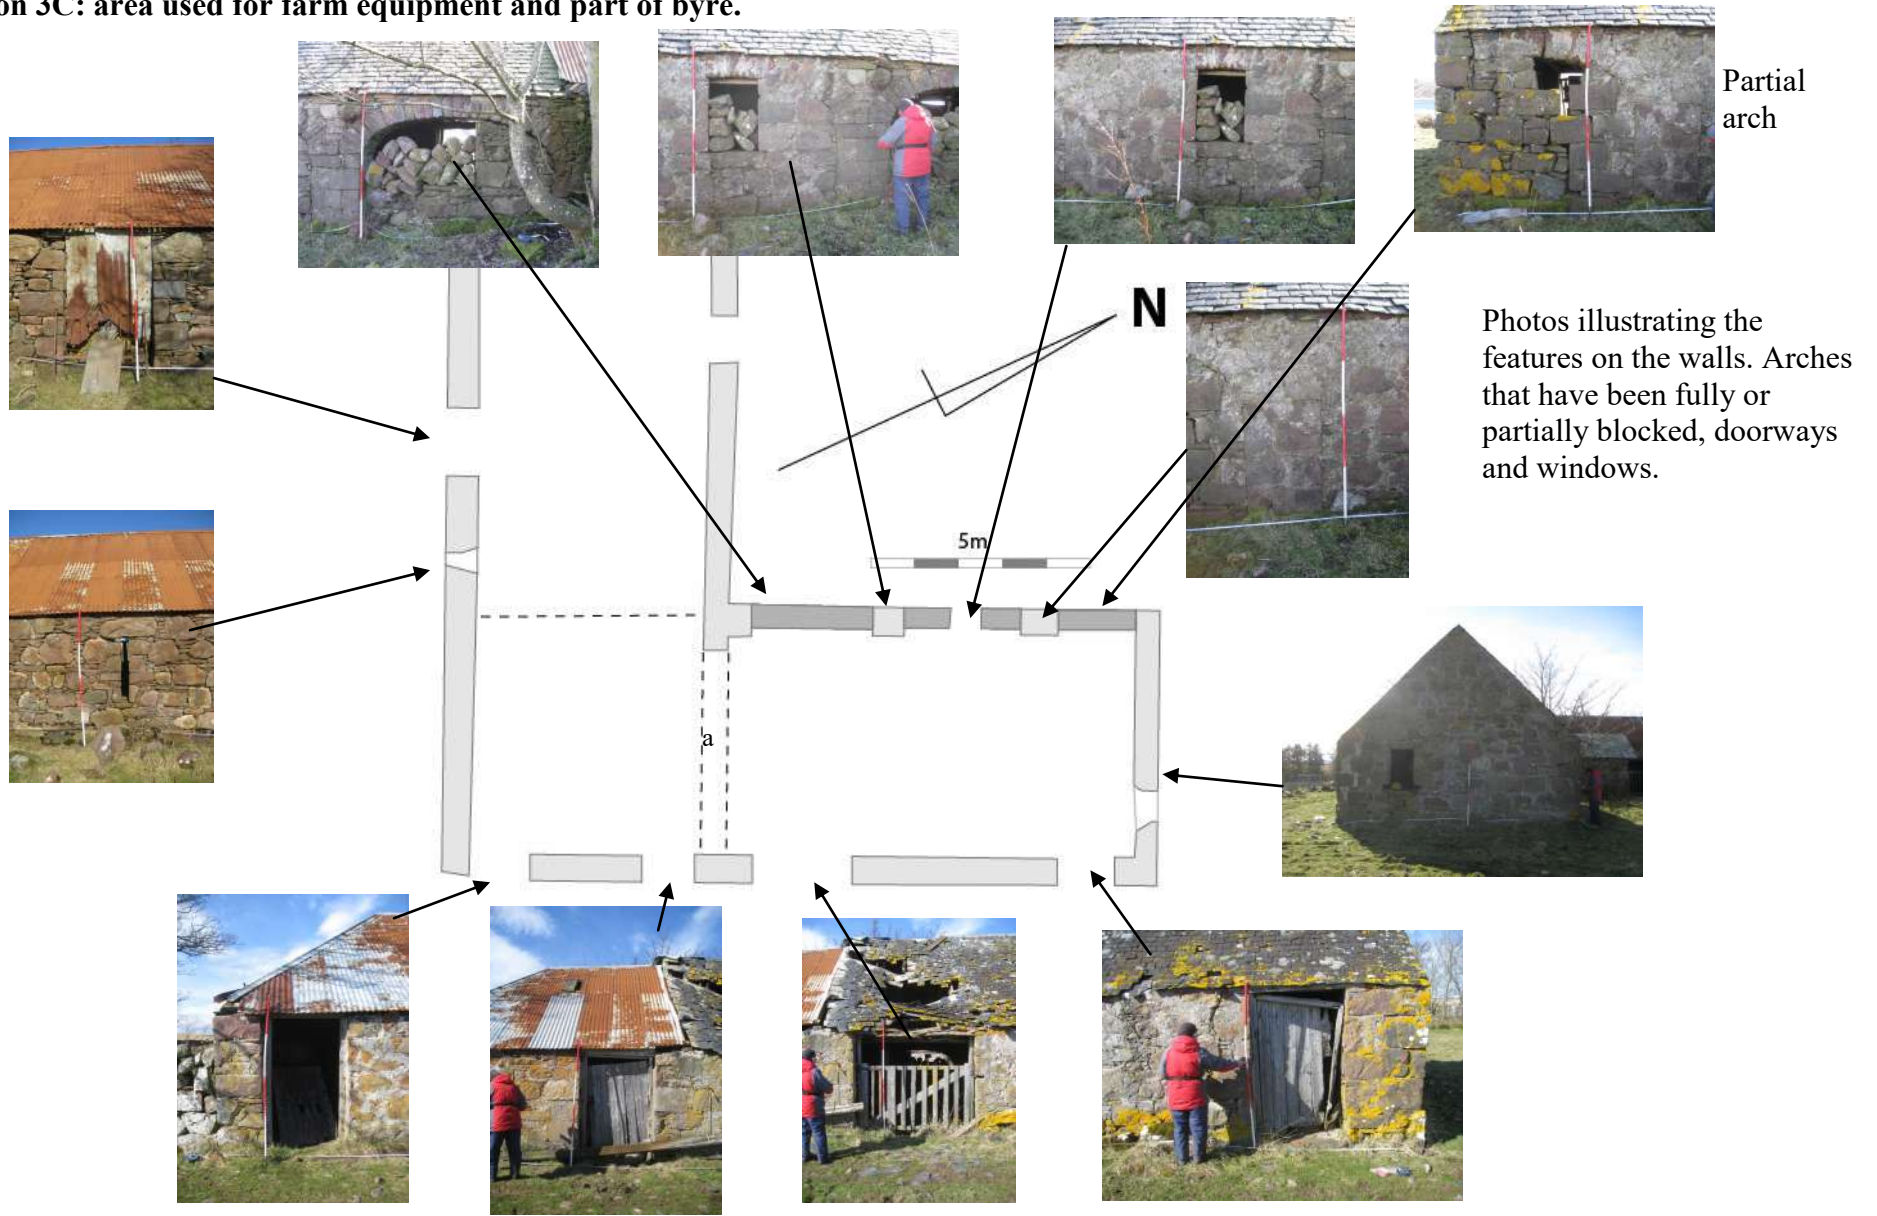 on 3C: area used for farm equipment and part of byre.
Partial
arch
N
Photos illustrating the
features on the walls. Arches
that have been fully or
partially blocked, doorways
and windows.
5m
a